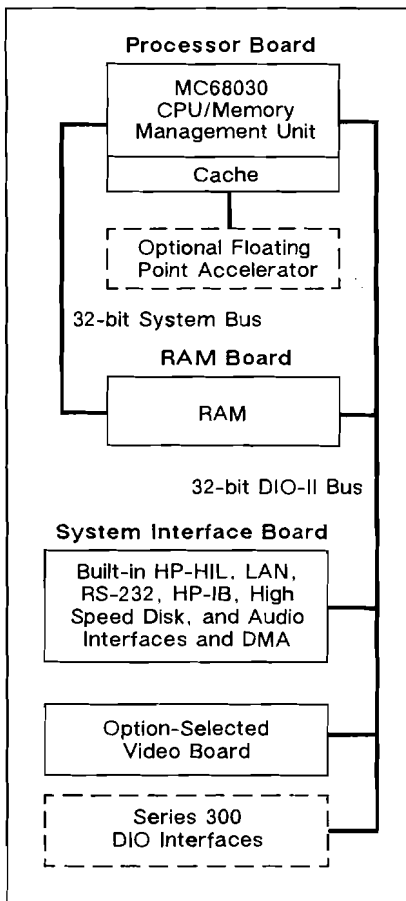 Processor Board
MC68030
CPU/Memory
Management Unit
Cache
Optional Floating
Point Accelerator
32-bit System Bus
RAM Board
RAM
32-bit DIO-II Bus
System Interface Board
Built-in HP-HIL, LAN,
RS-232, HP-IB, High
Speed Disk, and Audio
Interfaces and DMA
Option-Selected
Video Board
Series 300
DIO Interfaces